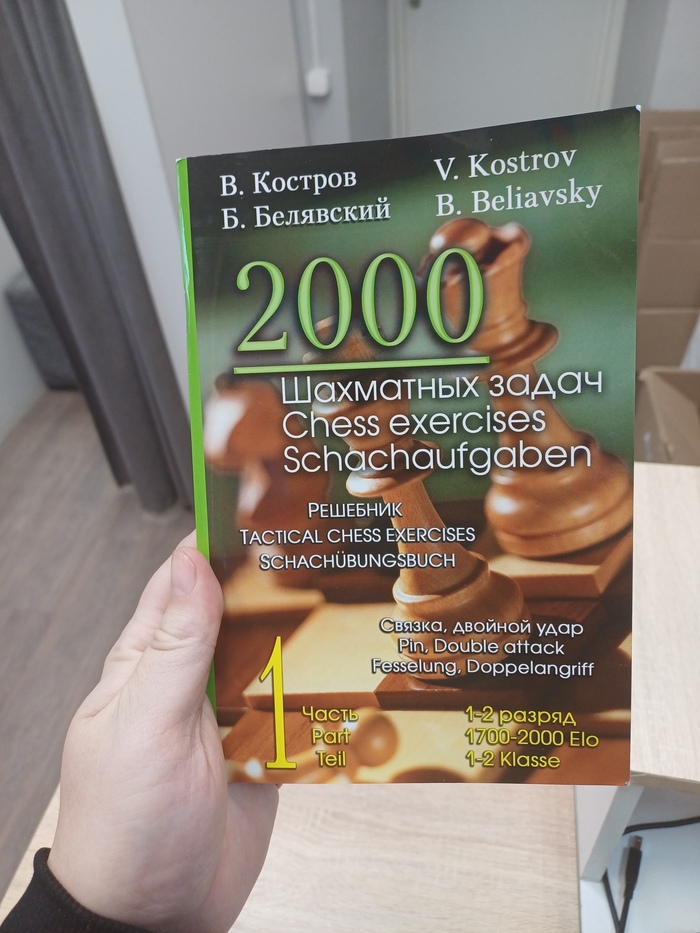 В. Костров
Б. Белявский
V. Kostrov
B. Beliavsky
2000
Шахматных задач
Chess exercises
Schachaufgaben
Решебник
Tactical chess exercises
Schachübungsbuch
Связка, двойной удар
Pin, Double attack
Fesselung, Doppelangriff
1
Часть
Part
Teil
1-2 разряд
1700-2000 Elo
1-2 Klasse